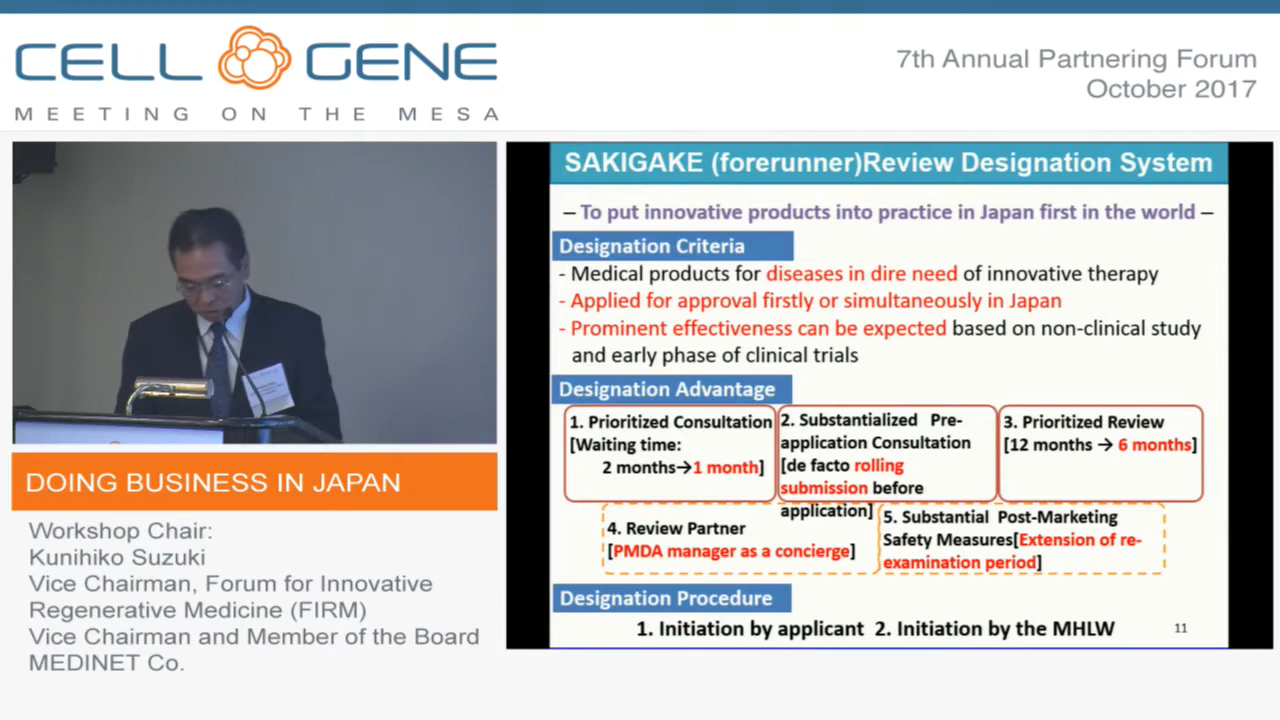 CELL GENE
MEETING ON THE MESA
7th Annual Partnering Forum
October 2017
SAKIGAKE (forerunner)Review Designation System
– To put innovative products into practice in Japan first in the world –
Designation Criteria
- Medical products for diseases in dire need of innovative therapy
- Applied for approval firstly or simultaneously in Japan
- Prominent effectiveness can be expected based on non-clinical study
and early phase of clinical trials
Designation Advantage
1. Prioritized Consultation
[Waiting time:
2 months→1 month]
2. Substantialized Pre-
application Consultation
[de facto rolling
submission before
application]
3. Prioritized Review
[12 months → 6 months]
4. Review Partner
[PMDA manager as a concierge]
5. Substantial Post-Marketing
Safety Measures[Extension of re-
examination period]
Designation Procedure
1. Initiation by applicant 2. Initiation by the MHLW
11
DOING BUSINESS IN JAPAN
Workshop Chair:
Kunihiko Suzuki
Vice Chairman, Forum for Innovative
Regenerative Medicine (FIRM)
Vice Chairman and Member of the Board
MEDINET Co.